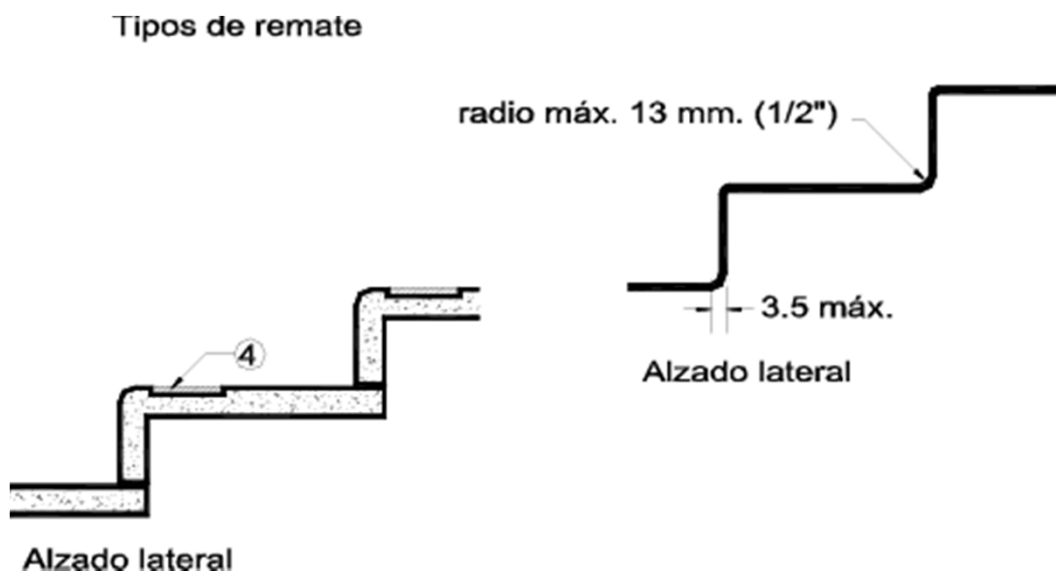 Tipos de remate
radio máx. 13 mm. (1/2")
4
3.5 máx.
Alzado lateral
Alzado lateral